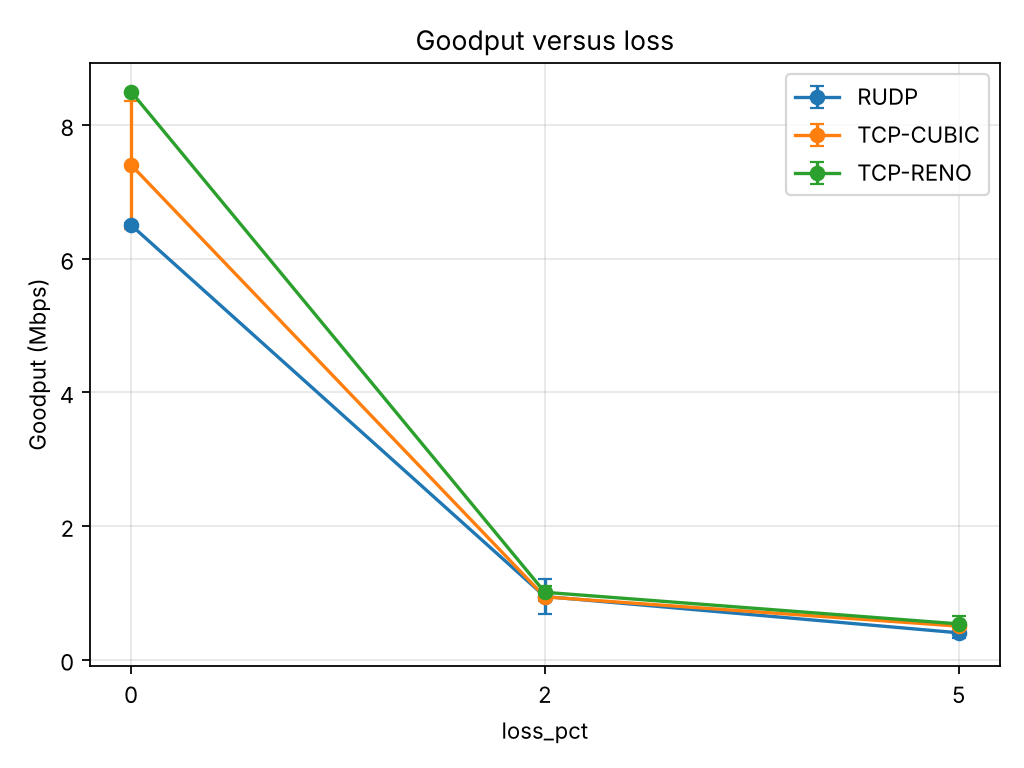 Goodput versus loss
RUDP
TCP-CUBIC
TCP-RENO
Goodput (Mbps)
8
6
4
2
0
0 2 5
loss_pct